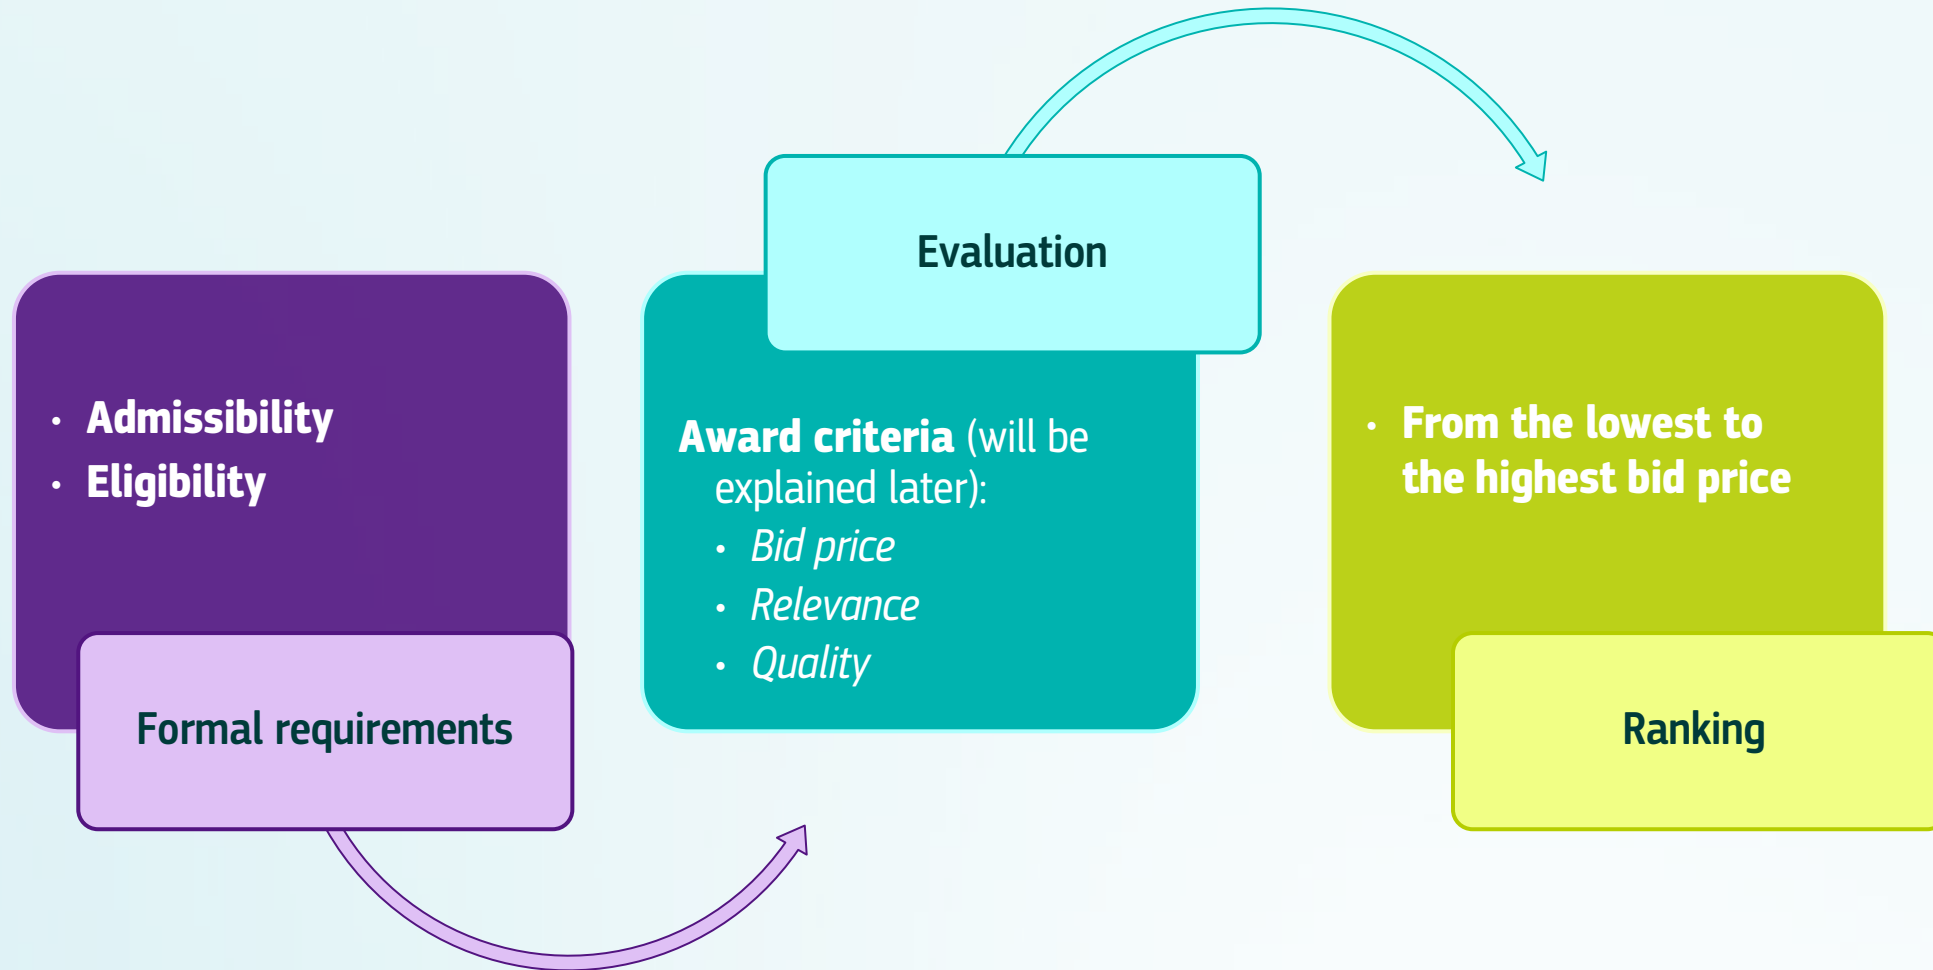 • Admissibility
• Eligibility
Formal requirements
Evaluation
Award criteria (will be
explained later):
• Bid price
• Relevance
• Quality
• From the lowest to
the highest bid price
Ranking